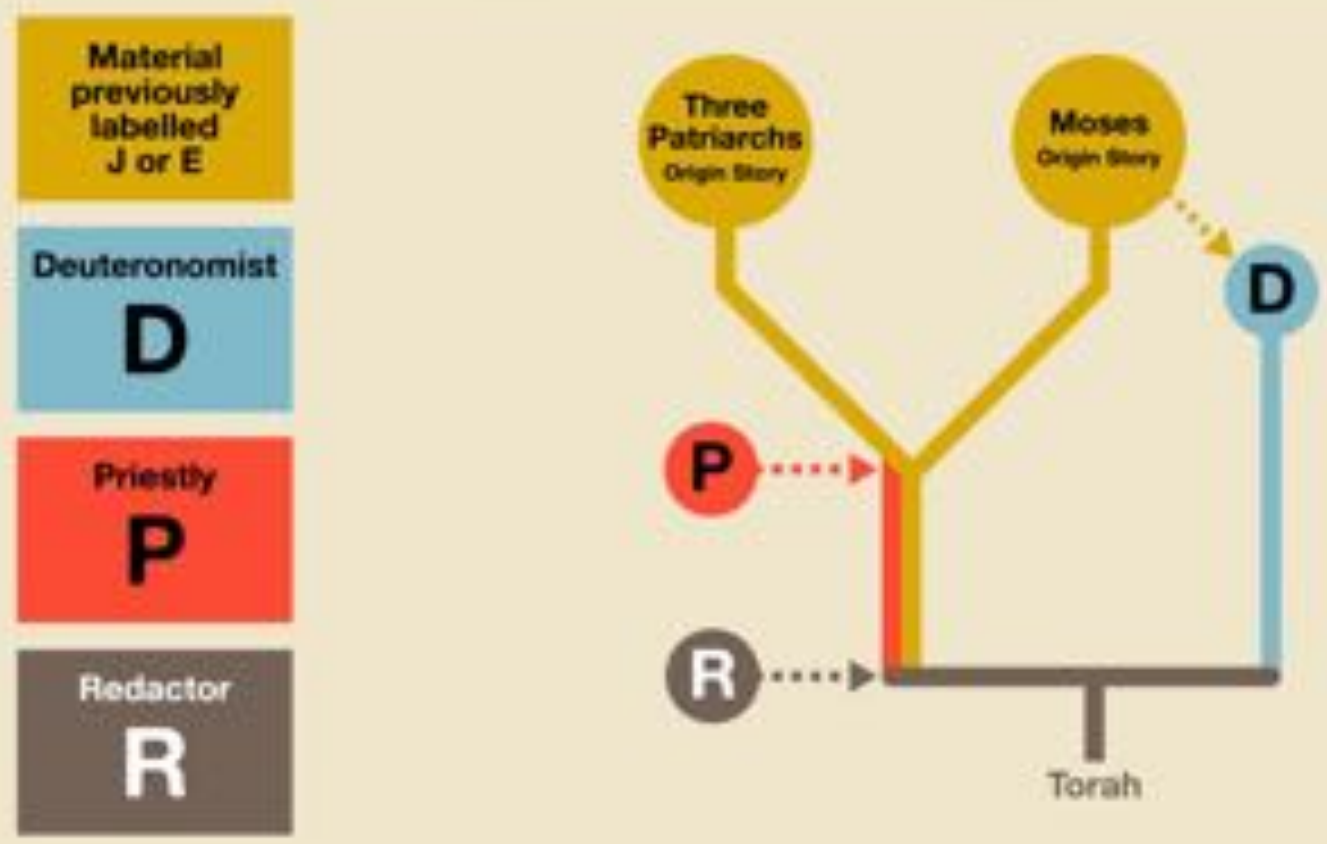 Material
previously
labelled
J or E
Deuteronomist
D
Priestly
P
Redactor
R
Three
Patriarchs
Origin Story
Moses
Origin Story
D
P
R
Torah